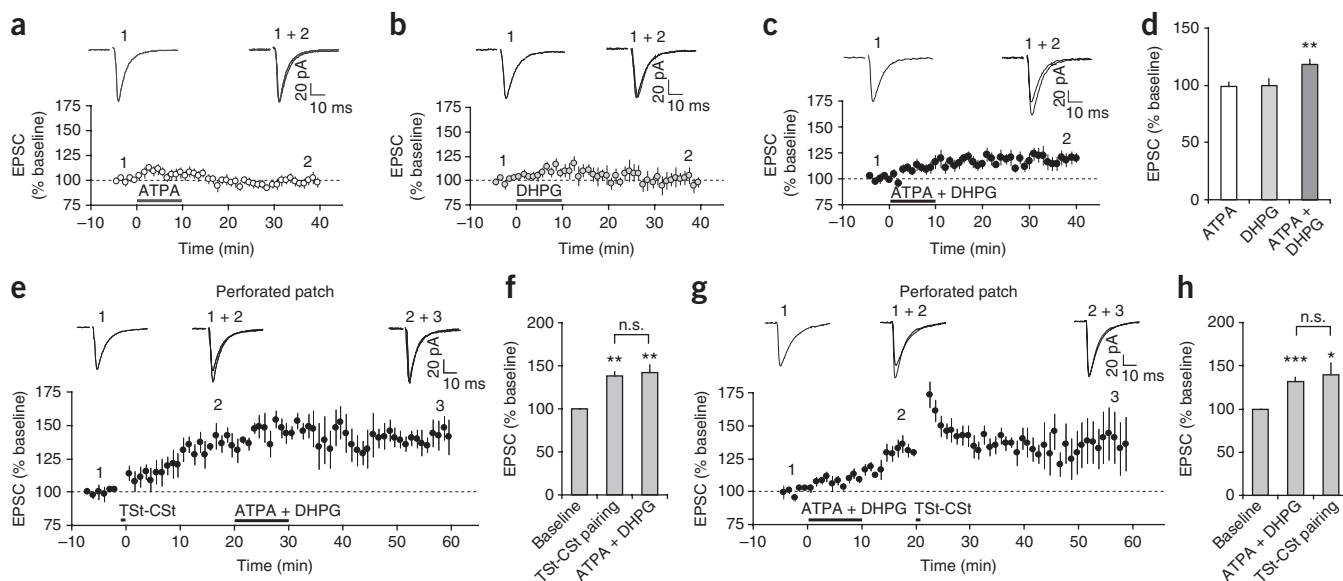 a
1
1 + 2
20 pA
10 ms
EPSC
(% baseline)
175
150
125
100
75
1
2
ATPA
–10 0 10 20 30 40
Time (min)
b
1
1 + 2
20 pA
10 ms
EPSC
(% baseline)
175
150
125
100
75
1
2
DHPG
–10 0 10 20 30 40
Time (min)
c
1
1 + 2
20 pA
10 ms
EPSC
(% baseline)
175
150
125
100
75
1
2
ATPA + DHPG
–10 0 10 20 30 40
Time (min)
d
EPSC (% baseline)
150
100
50
0
**
ATPA
DHPG
ATPA +
DHPG
e
Perforated patch
1
1 + 2
2 + 3
20 pA
10 ms
EPSC (% baseline)
175
150
125
100
75
1
2
3
TSt-CSt
ATPA + DHPG
–10 0 10 20 30 40 50 60
Time (min)
f
EPSC (% baseline)
200
150
100
50
0
n.s.
** **
Baseline
TSt-CSt pairing
ATPA + DHPG
g
Perforated patch
1
1 + 2
2 + 3
20 pA
10 ms
EPSC (% baseline)
175
150
125
100
75
1
2
3
ATPA + DHPG
TSt-CSt
–10 0 10 20 30 40 50 60
Time (min)
h
EPSC (% baseline)
200
150
100
50
0
n.s.
*** *
Baseline
ATPA + DHPG
TSt-CSt pairing